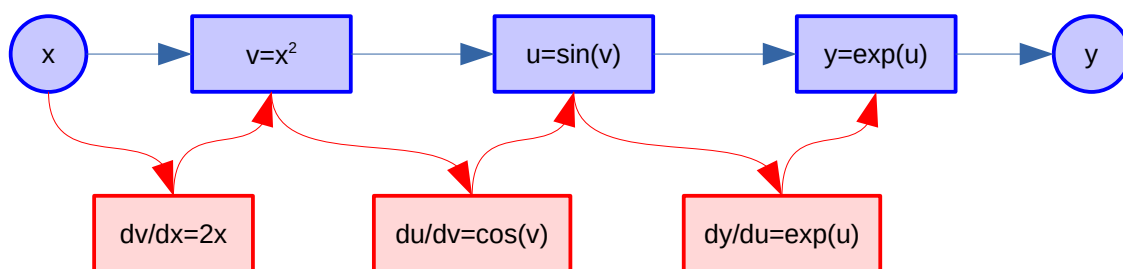 x
v=x²
u=sin(v)
y=exp(u)
y
dv/dx=2x
du/dv=cos(v)
dy/du=exp(u)